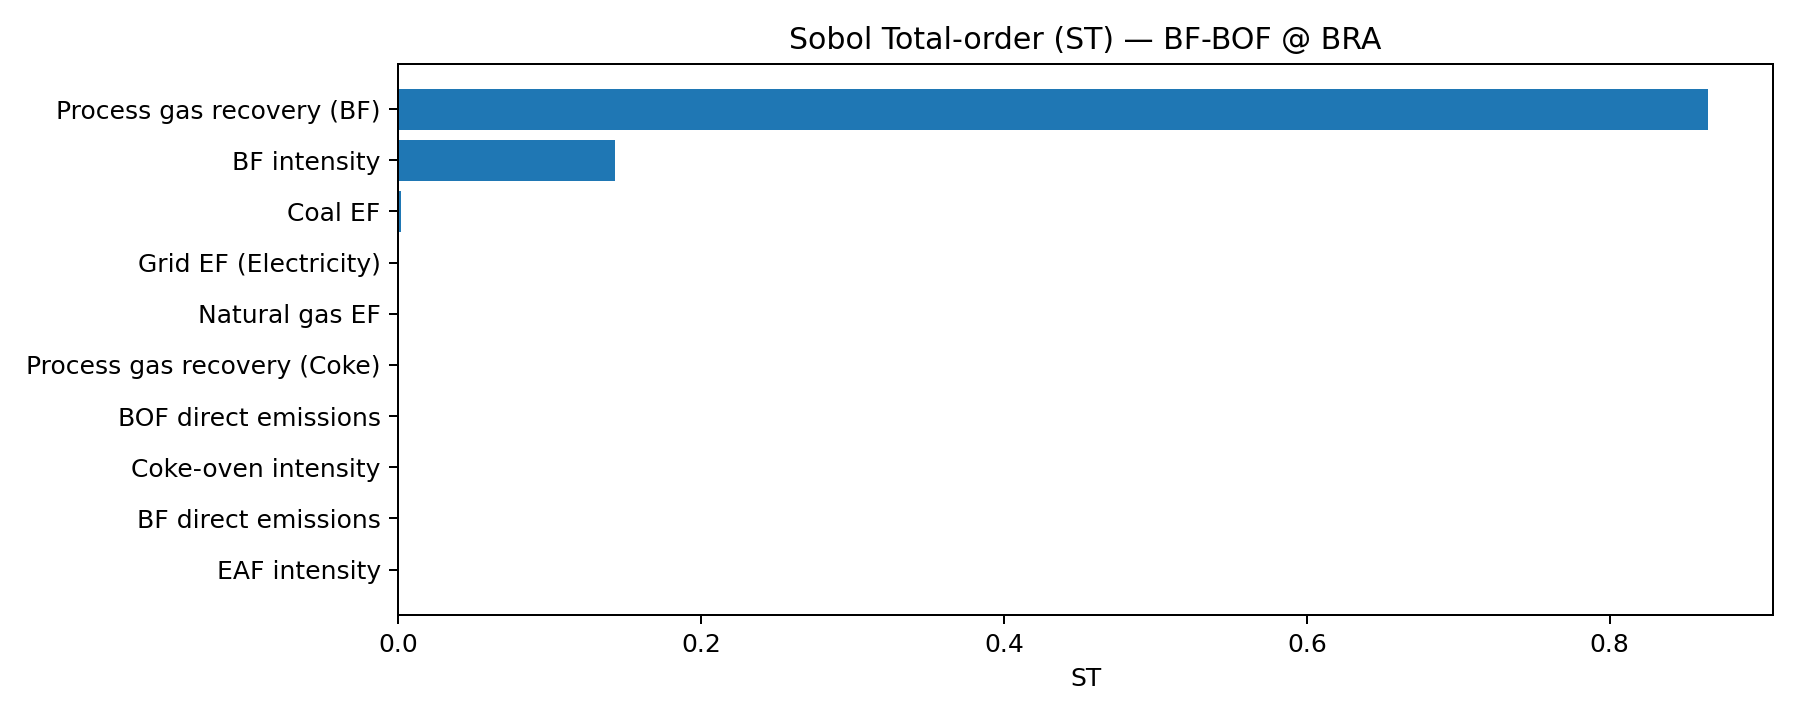 Sobol Total-order (ST) — BF-BOF @ BRA
Process gas recovery (BF)
BF intensity
Coal EF
Grid EF (Electricity)
Natural gas EF
Process gas recovery (Coke)
BOF direct emissions
Coke-oven intensity
BF direct emissions
EAF intensity
0.0 0.2 0.4 0.6 0.8
ST